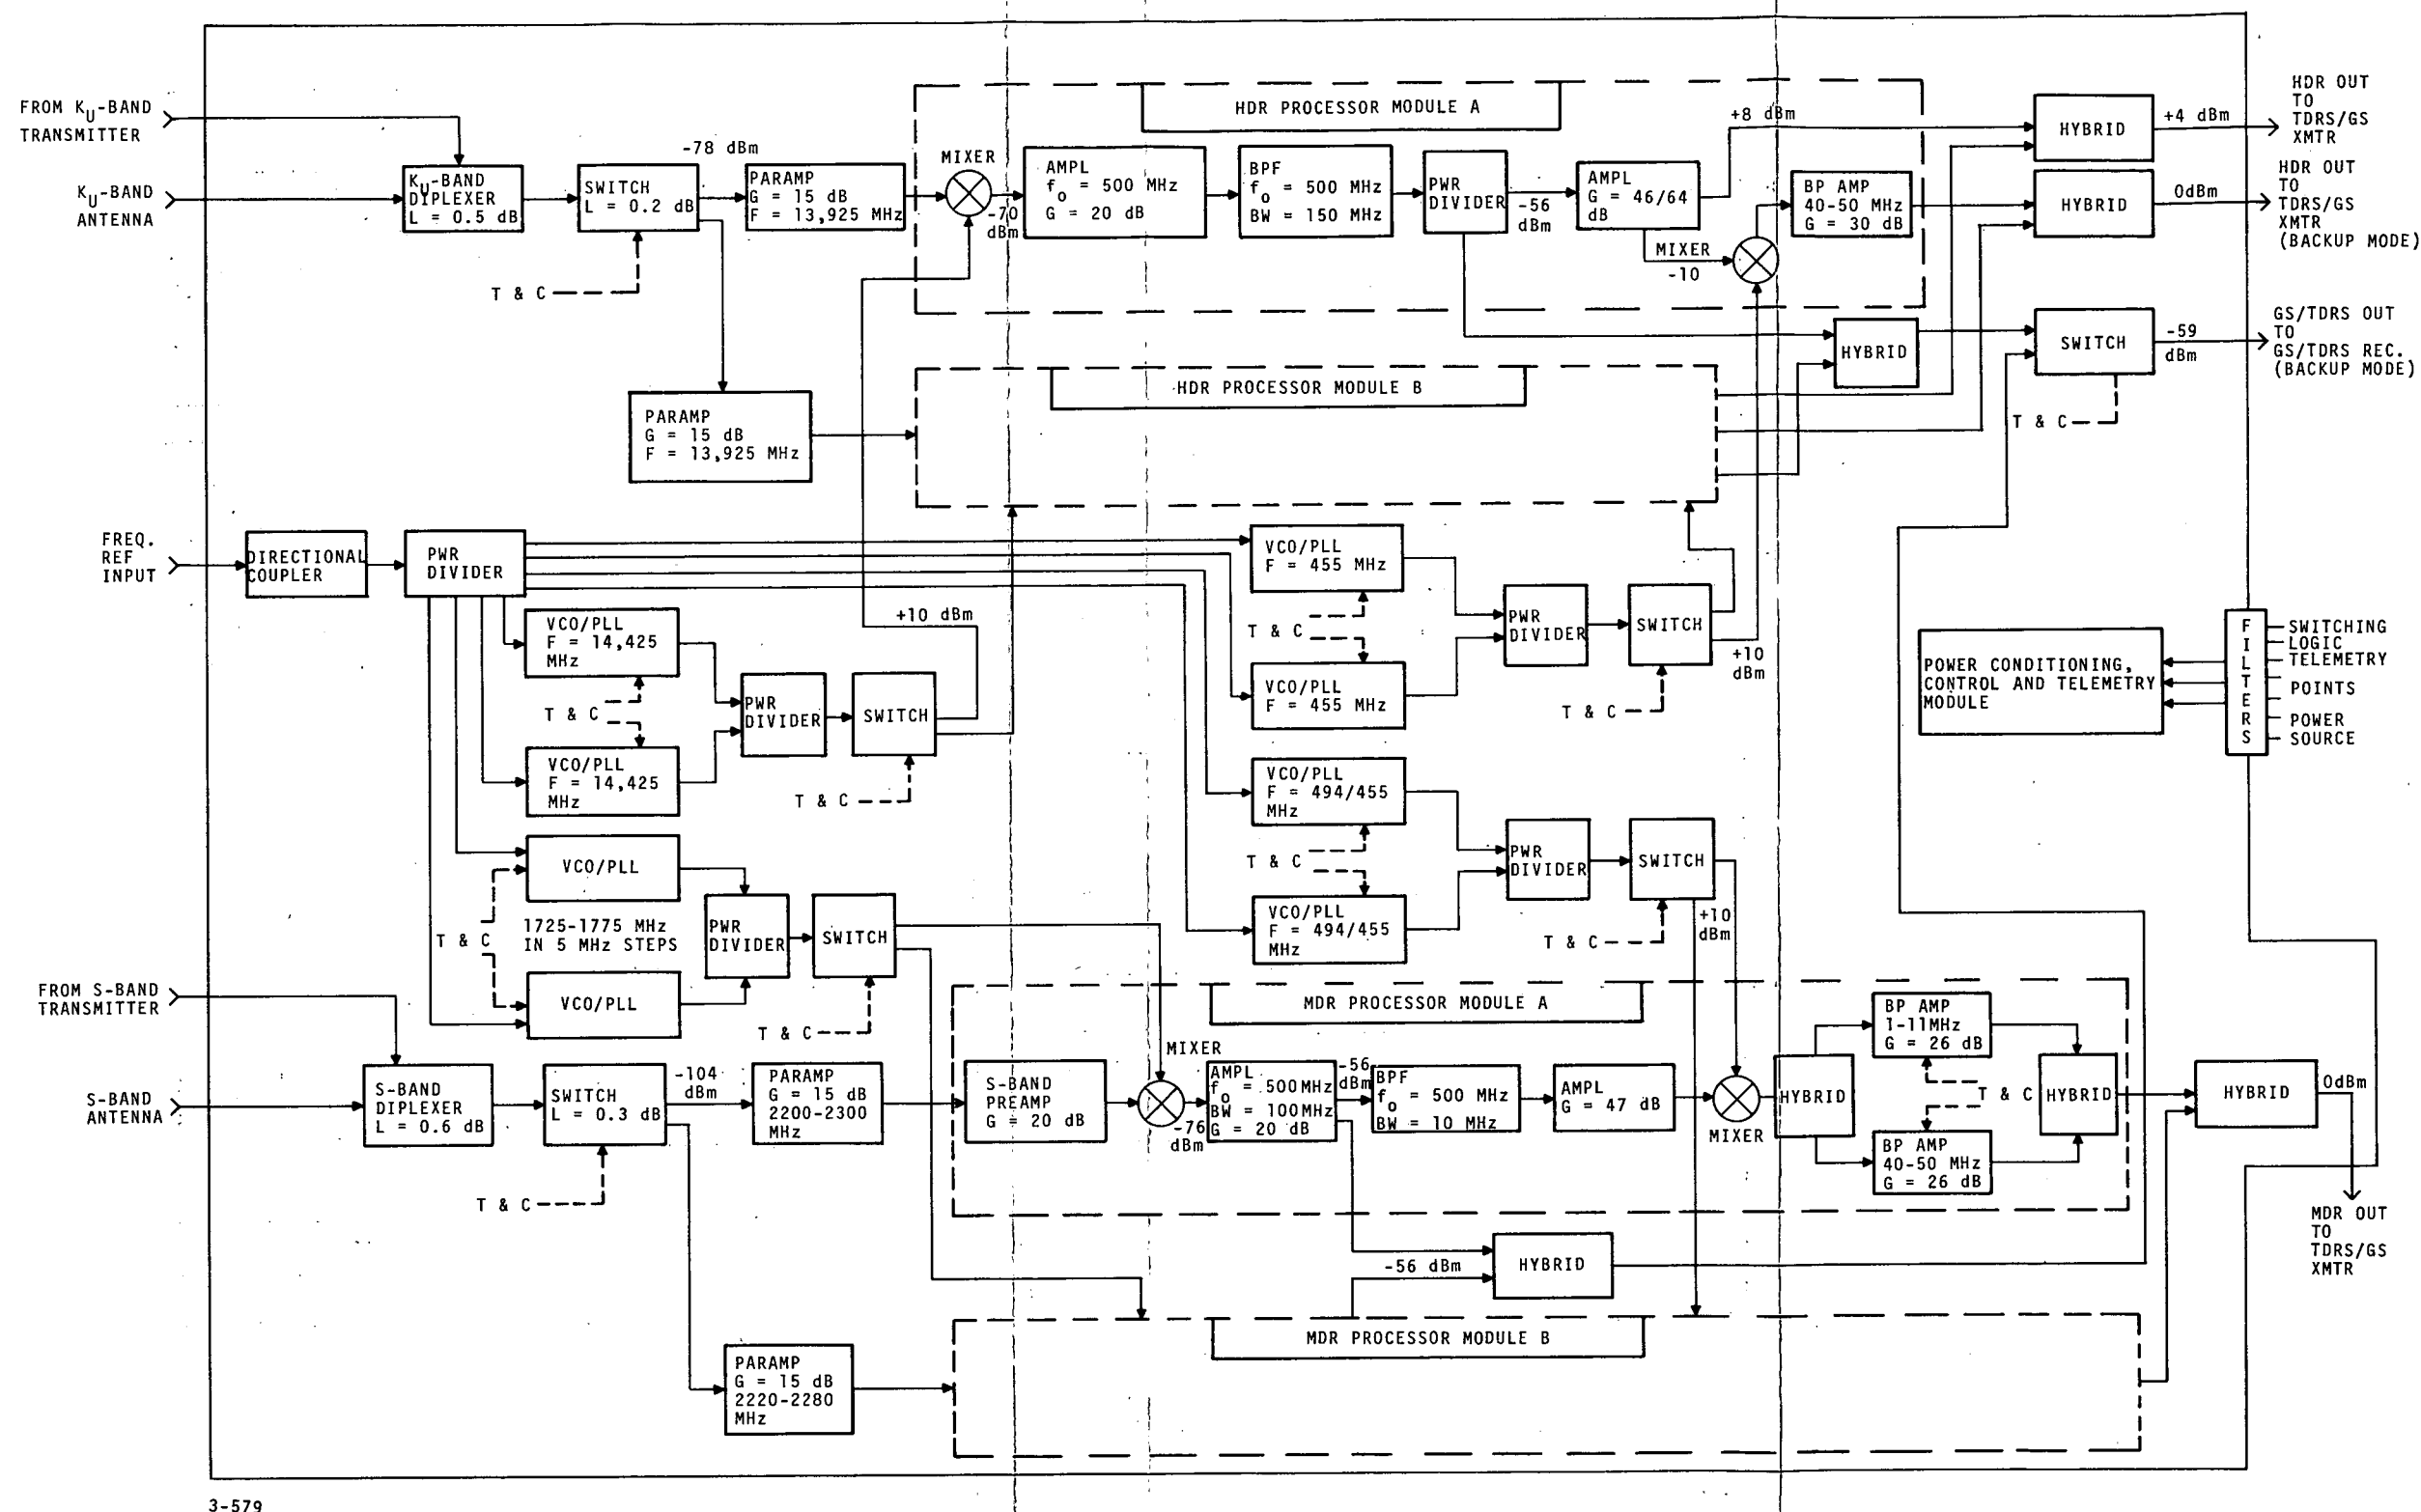 FROM KU-BAND
TRANSMITTER
KU-BAND
ANTENNA
KU-BAND
DIPLEXER
L = 0.5 dB
SWITCH
L = 0.2 dB
T & C
-78 dBm
PARAMP
G = 15 dB
F = 13,925 MHz
HDR PROCESSOR MODULE A
MIXER
-70
dBm
AMPL
fo = 500 MHz
G = 20 dB
BPF
fo = 500 MHz
BW = 150 MHz
PWR
DIVIDER
-56
dBm
AMPL
G = 46/64
dB
MIXER
-10
+8 dBm
BP AMP
40-50 MHz
G = 30 dB
HYBRID
+4 dBm
HDR OUT
TO
TDRS/GS
XMTR
HYBRID
0dBm
HDR OUT
TO
TDRS/GS
XMTR
(BACKUP MODE)
HYBRID
SWITCH
-59
dBm
T & C
GS/TDRS OUT
TO
GS/TDRS REC.
(BACKUP MODE)
PARAMP
G = 15 dB
F = 13,925 MHz
HDR PROCESSOR MODULE B
FREQ.
REF
INPUT
DIRECTIONAL
COUPLER
PWR
DIVIDER
VCO/PLL
F = 14,425
MHz
T & C
VCO/PLL
F = 14,425
MHz
PWR
DIVIDER
SWITCH
T & C
+10 dBm
VCO/PLL
F = 455 MHz
T & C
VCO/PLL
F = 455 MHz
PWR
DIVIDER
SWITCH
T & C
+10
dBm
POWER CONDITIONING,
CONTROL AND TELEMETRY
MODULE
FILTERS
SWITCHING
LOGIC
TELEMETRY
POINTS
POWER
SOURCE
VCO/PLL
F = 494/455
MHz
T & C
VCO/PLL
F = 494/455
MHz
PWR
DIVIDER
SWITCH
T & C
+10
dBm
VCO/PLL
T & C
1725-1775 MHz
IN 5 MHz STEPS
VCO/PLL
PWR
DIVIDER
SWITCH
T & C
FROM S-BAND
TRANSMITTER
S-BAND
ANTENNA
S-BAND
DIPLEXER
L = 0.6 dB
SWITCH
L = 0.3 dB
T & C
-104
dBm
PARAMP
G = 15 dB
2200-2300
MHz
MDR PROCESSOR MODULE A
S-BAND
PREAMP
G = 20 dB
MIXER
-76
dBm
AMPL
fo = 500MHz
BW = 100MHz
G = 20 dB
-56
dBm
BPF
fo = 500 MHz
BW = 10 MHz
AMPL
G = 47 dB
MIXER
HYBRID
BP AMP
1-11MHz
G = 26 dB
T & C
BP AMP
40-50 MHz
G = 26 dB
HYBRID
HYBRID
0dBm
MDR OUT
TO
TDRS/GS
XMTR
-56 dBm
HYBRID
MDR PROCESSOR MODULE B
PARAMP
G = 15 dB
2220-2280
MHz
3-579